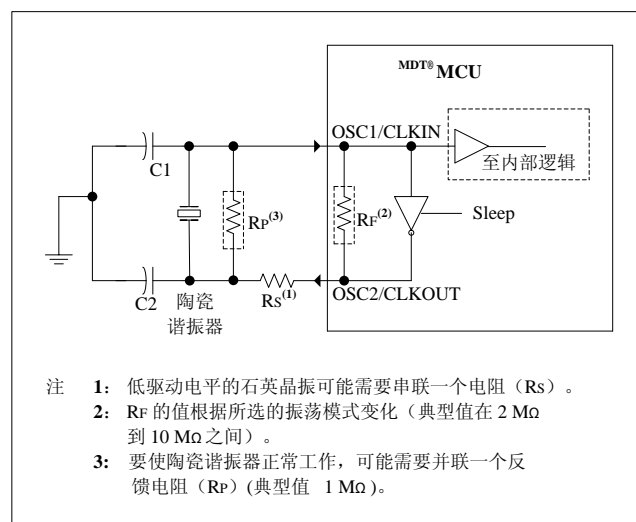 MDT® MCU
OSC1/CLKIN
至内部逻辑
C1
RP(3)
RF(2)
Sleep
C2
RS(1)
OSC2/CLKOUT
陶瓷
谐振器
注 1: 低驱动电平的石英晶振可能需要串联一个电阻（RS）。
2: RF 的值根据所选的振荡模式变化（典型值在 2 MΩ
到 10 MΩ 之间）。
3: 要使陶瓷谐振器正常工作，可能需要并联一个反
馈电阻（RP）(典型值 1 MΩ )。